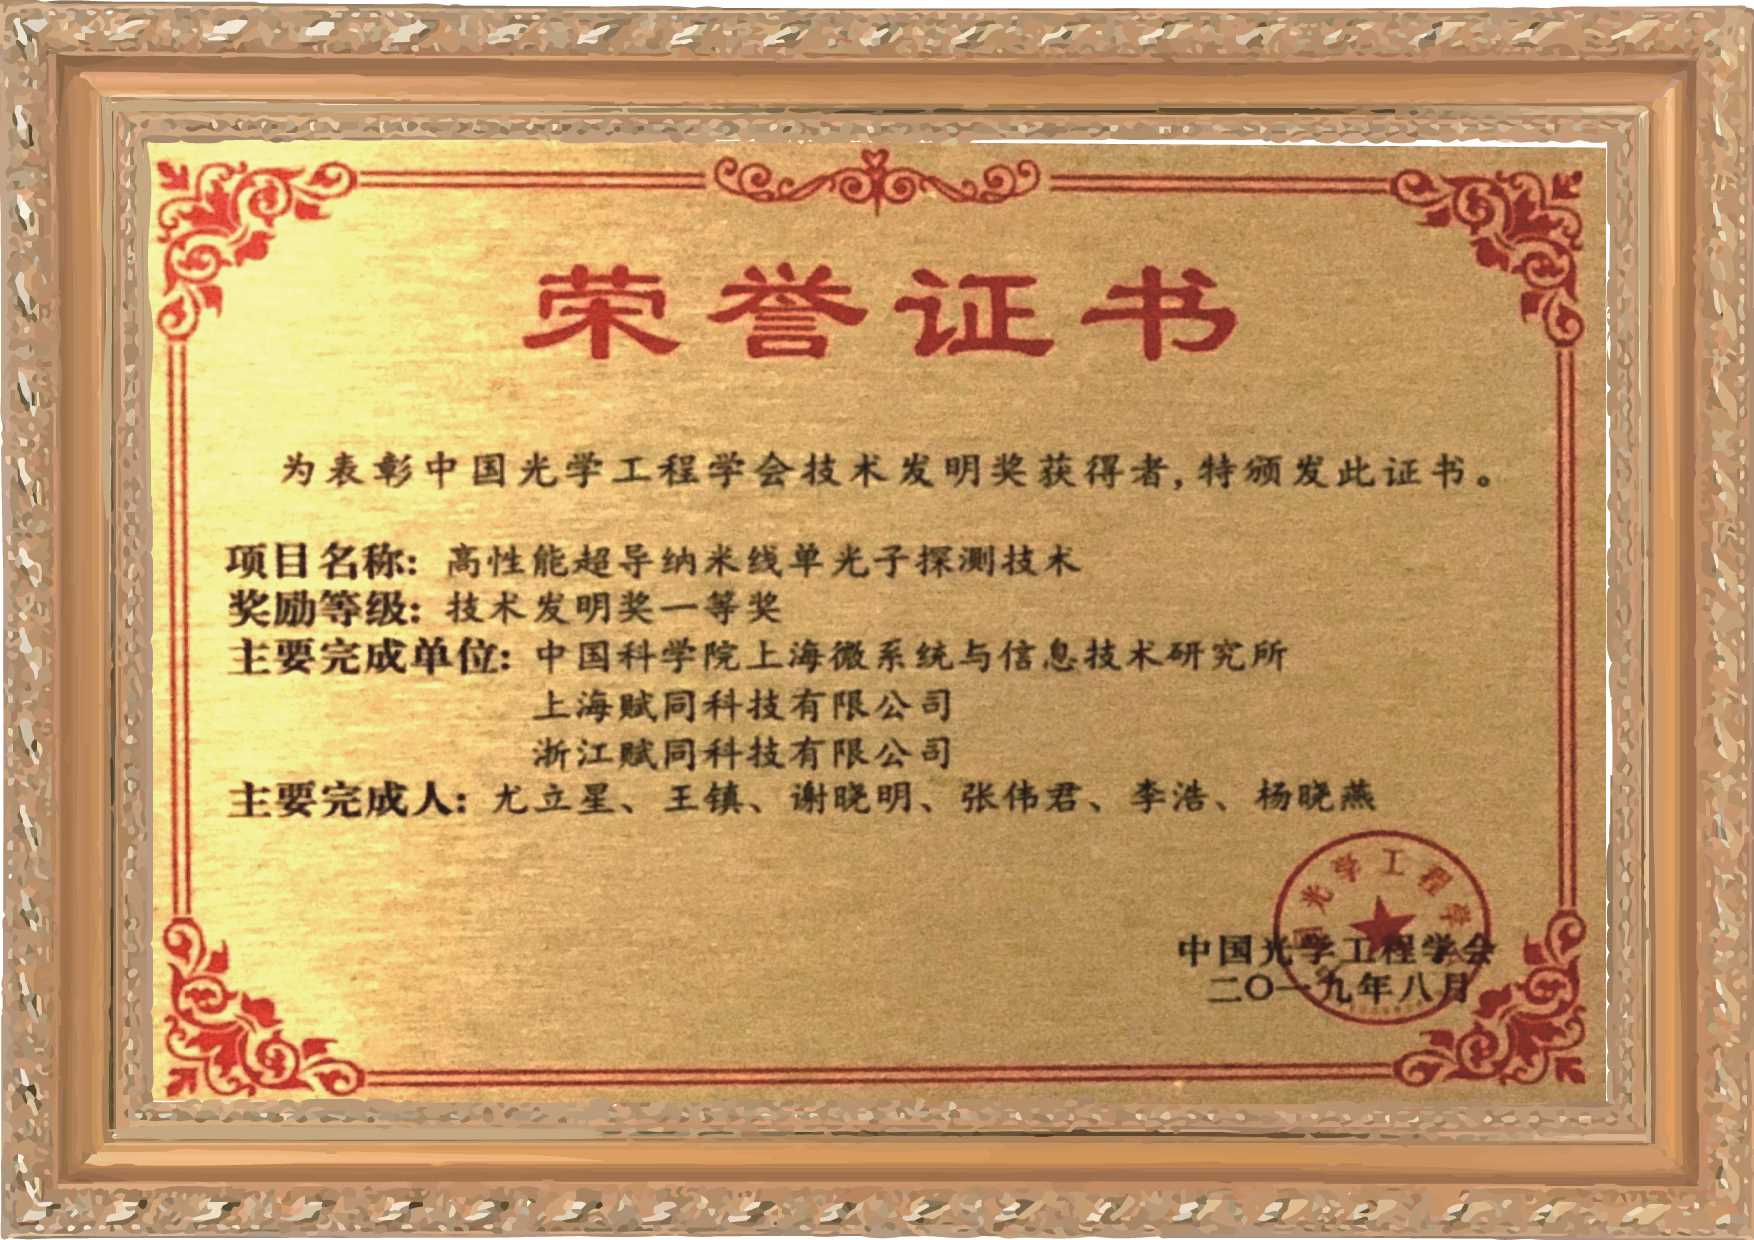 荣誉证书
为表彰中国光学工程学会技术发明奖获得者,特颁发此证书。
项目名称: 高性能超导纳米线单光子探测技术
奖励等级: 技术发明奖一等奖
主要完成单位: 中国科学院上海微系统与信息技术研究所
上海赋同科技有限公司
浙江赋同科技有限公司
主要完成人: 尤立星、王镇、谢晓明、张伟君、李浩、杨晓燕
国光学工程学
中国光学工程学会
二〇一九年八月